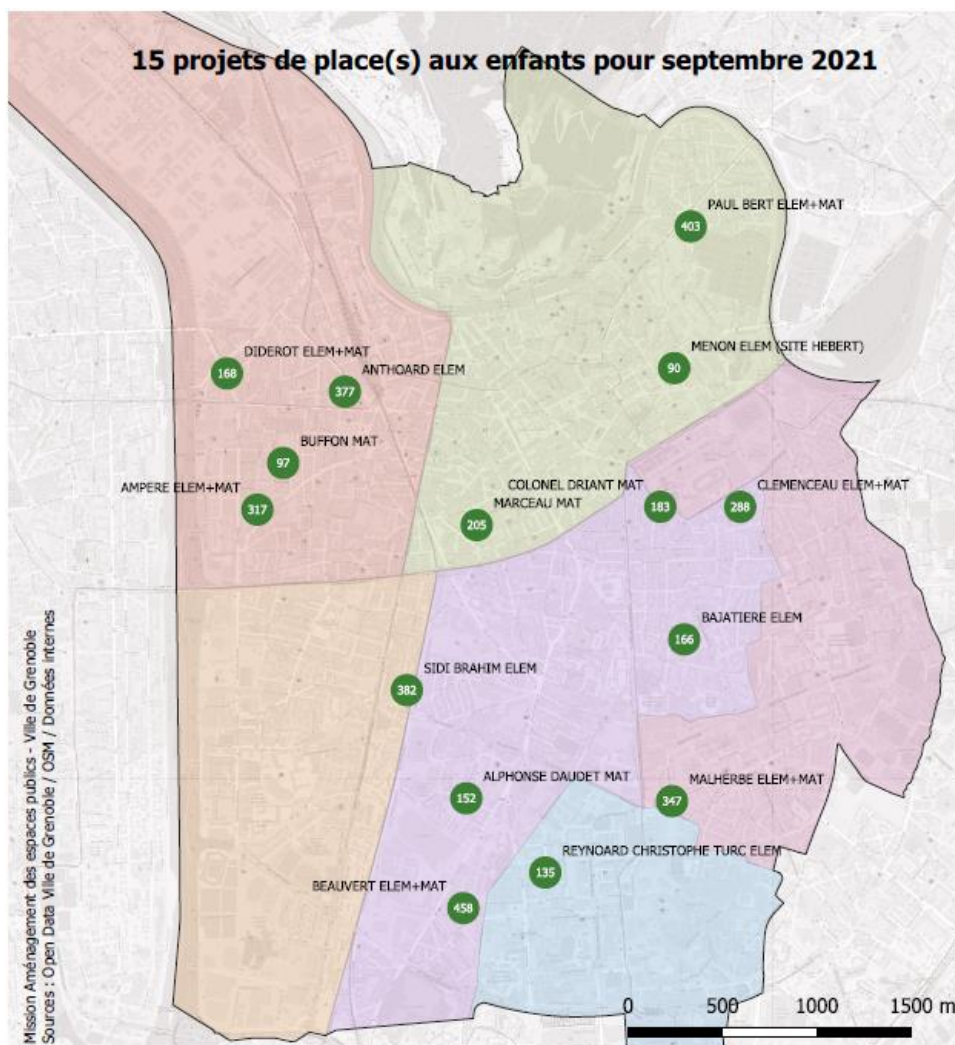 15 projets de place(s) aux enfants pour septembre 2021
PAUL BERT ELEM+MAT
403
MENON ELEM (SITE HEBERT)
90
DIDEROT ELEM+MAT
168
ANTHOARD ELEM
377
BUFFON MAT
97
AMPERE ELEM+MAT
317
COLONEL DRIANT MAT
183
MARCEAU MAT
205
CLEMENCEAU ELEM+MAT
288
BAJATIERE ELEM
166
SIDI BRAHIM ELEM
382
ALPHONSE DAUDET MAT
152
MALHERBE ELEM+MAT
347
REYNOARD CHRISTOPHE TURC ELEM
135
BEAUVERT ELEM+MAT
458
0 500 1000 1500 m
Mission Aménagement des espaces publics - Ville de Grenoble
Sources : Open Data Ville de Grenoble / OSM / Données internes